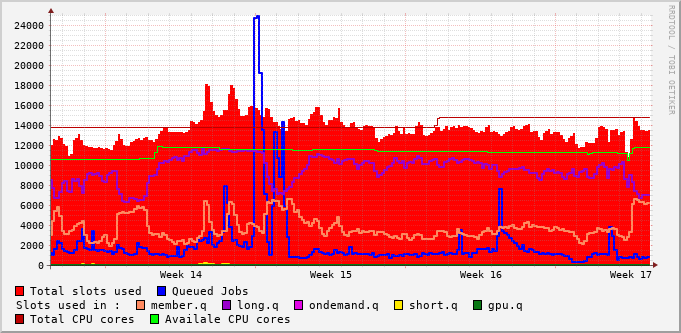 24000
22000
20000
18000
16000
14000
12000
10000
8000
6000
4000
2000
0
Week 14 Week 15 Week 16 Week 17
RRDTOOL / TOBI OETIKER
Total slots used Queued Jobs
Slots used in : member.q long.q ondemand.q short.q gpu.q
Total CPU cores Availale CPU cores